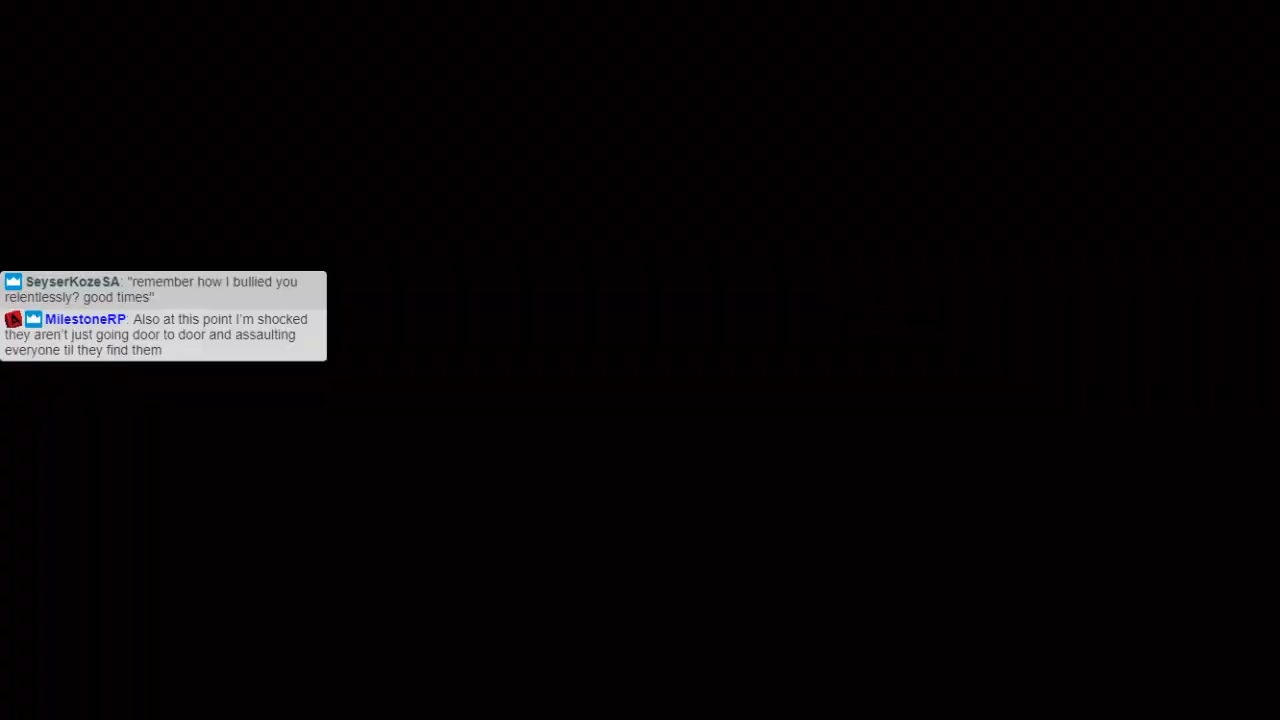 SeyserKozeSA: "remember how I bullied you
relentlessly? good times"
MilestoneRP: Also at this point I'm shocked
they aren't just going door to door and assaulting
everyone til they find them